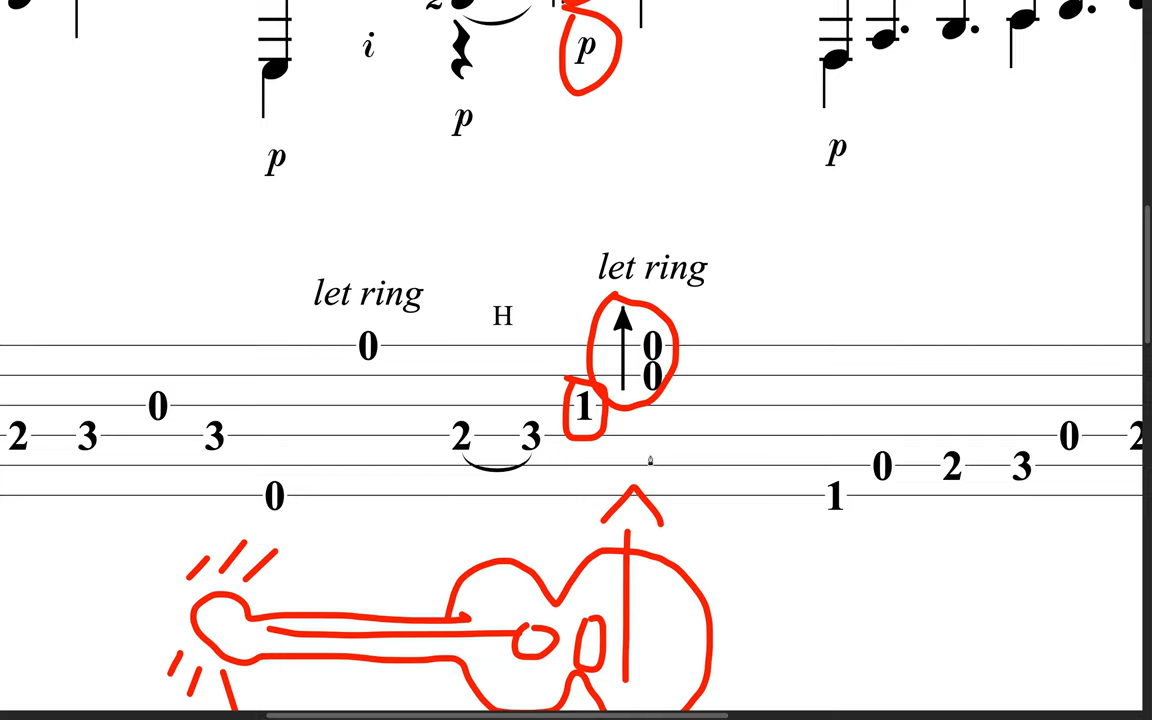 i p
p
p p
let ring
let ring
H
0 0
0
0 1
2 3 3 2 3 0 2
0 2 3
0 1